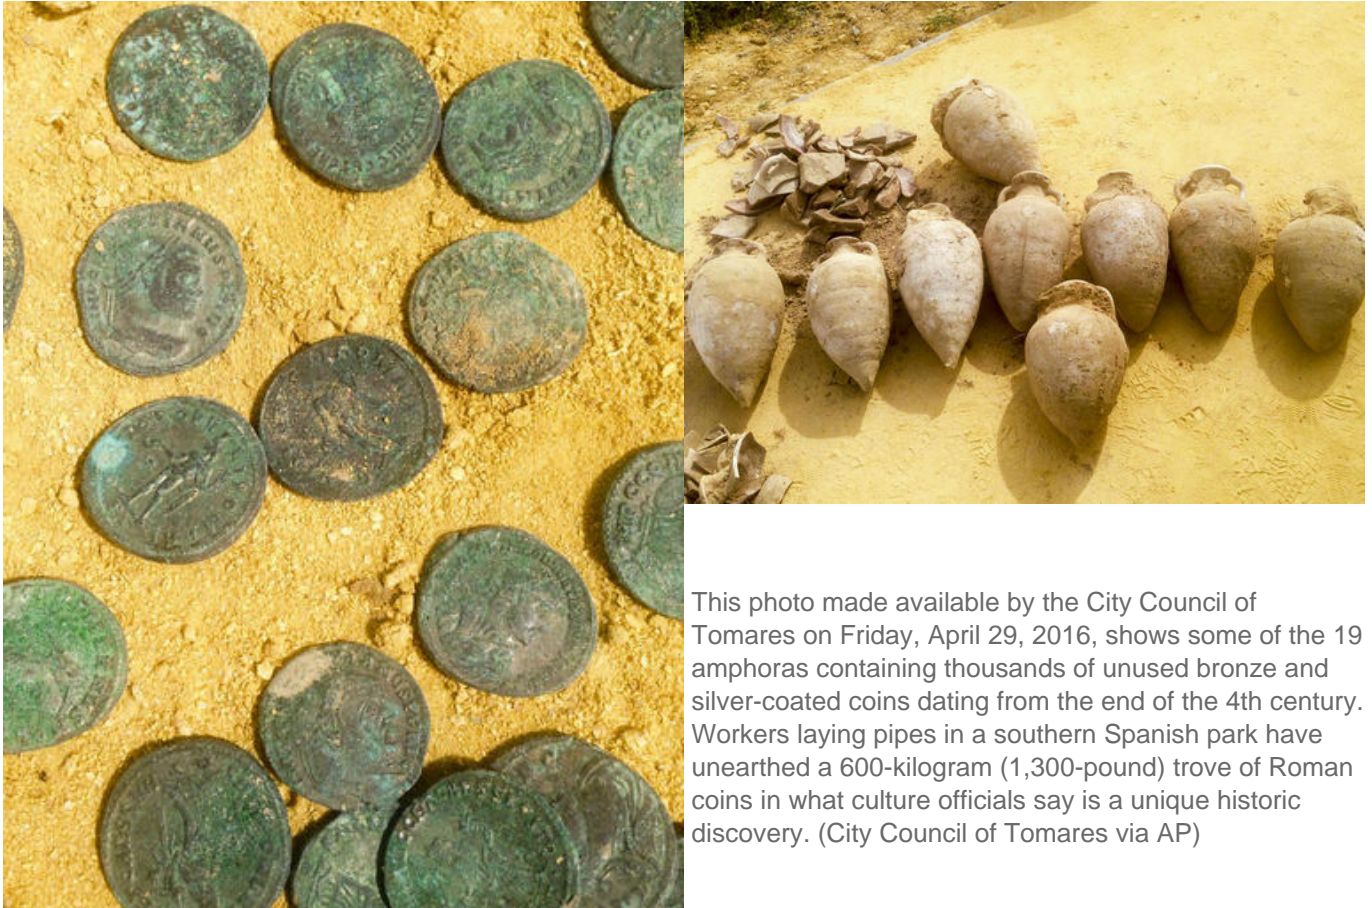 This photo made available by the City Council of
Tomares on Friday, April 29, 2016, shows some of the 19
amphoras containing thousands of unused bronze and
silver-coated coins dating from the end of the 4th century.
Workers laying pipes in a southern Spanish park have
unearthed a 600-kilogram (1,300-pound) trove of Roman
coins in what culture officials say is a unique historic
discovery. (City Council of Tomares via AP)